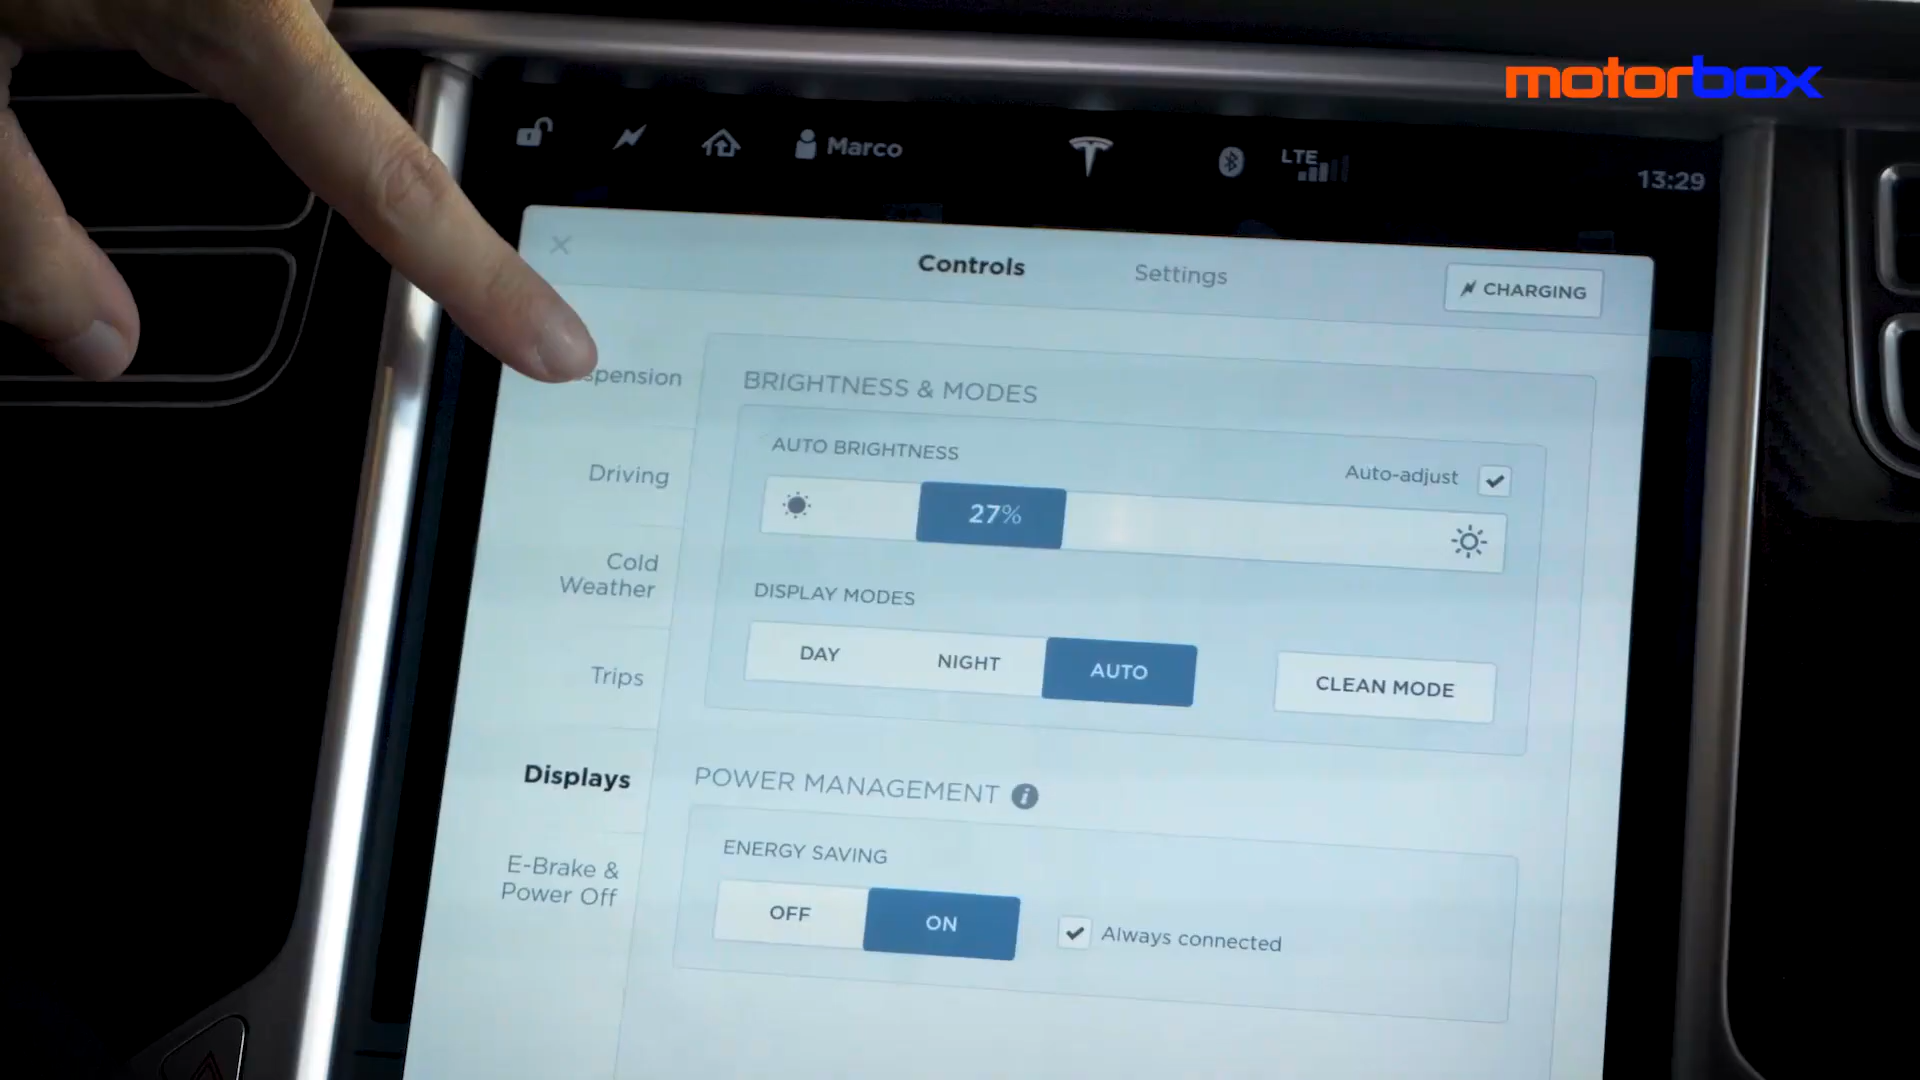 motorbox
Marco
LTE
13:29
Controls
Settings
CHARGING
spension
BRIGHTNESS & MODES
AUTO BRIGHTNESS
Auto-adjust
27%
Driving
Cold
Weather
DISPLAY MODES
DAY
NIGHT
AUTO
CLEAN MODE
Trips
Displays
POWER MANAGEMENT i
ENERGY SAVING
OFF
ON
Always connected
E-Brake &
Power Off